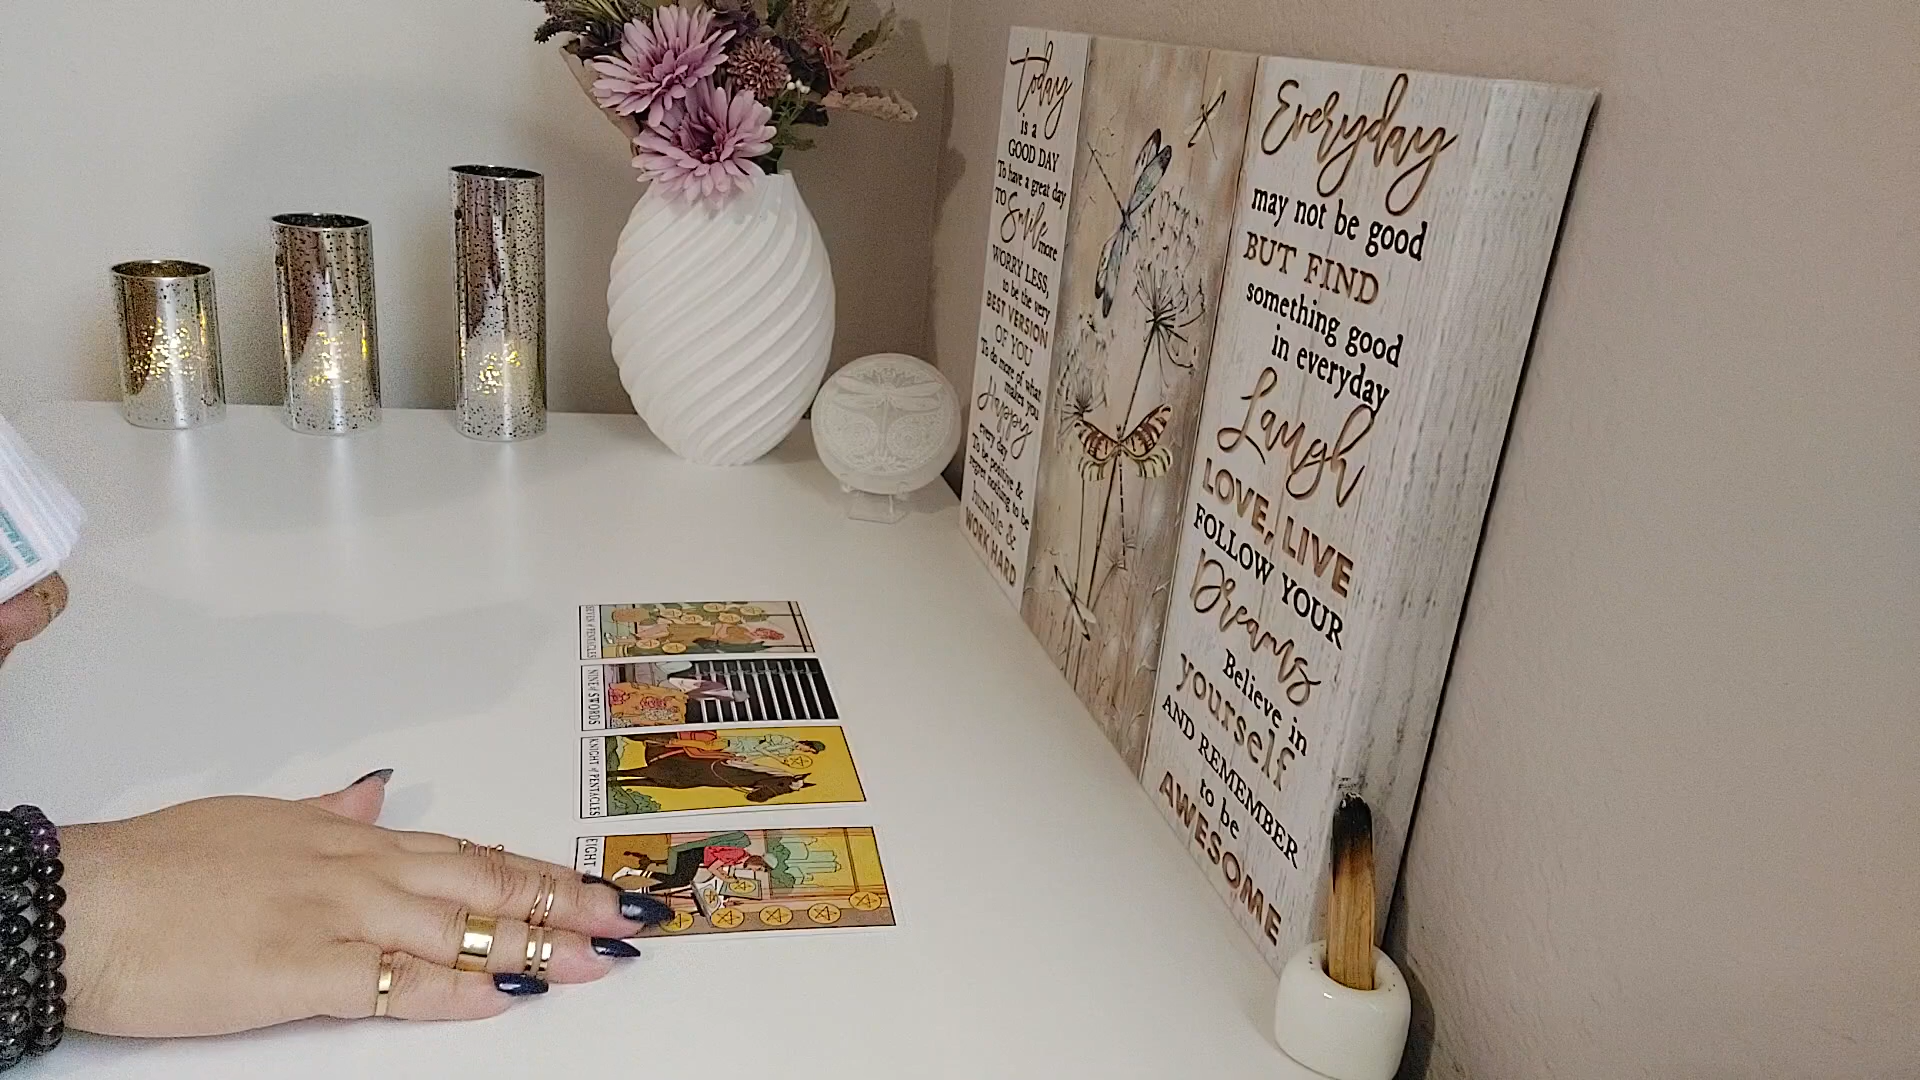 today
is a
GOOD DAY
To have a great day
TO Smile more
WORRY LESS,
to be the very
BEST VERSION
OF YOU
To do more of what
makes you
Happy
every day
To be positive &
regret nothing to be
humble &
WORK HARD
Everyday
may not be good
BUT FIND
something good
in everyday
Laugh
LOVE, LIVE
FOLLOW YOUR
Dreams
Believe in
yourself
AND REMEMBER
to be
AWESOME
SEVEN of PENTACLES
NINE of SWORDS
KNIGHT of PENTACLES
EIGHT